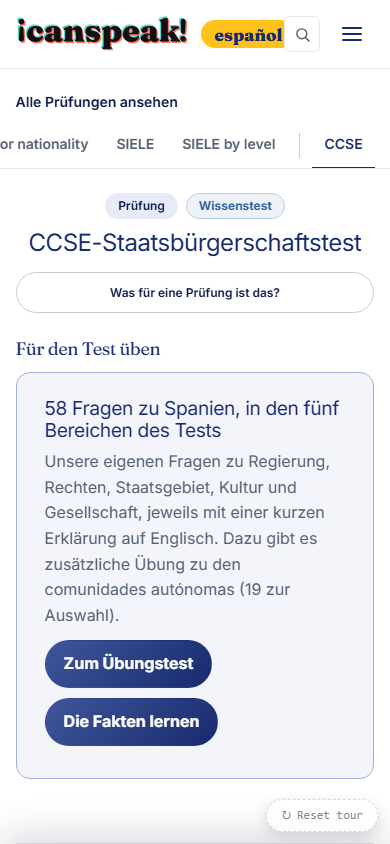 icanspeak!
español
Alle Prüfungen ansehen
or nationality
SIELE
SIELE by level
CCSE
Prüfung
Wissenstest
CCSE-Staatsbürgerschaftstest
Was für eine Prüfung ist das?
Für den Test üben
58 Fragen zu Spanien, in den fünf
Bereichen des Tests
Unsere eigenen Fragen zu Regierung,
Rechten, Staatsgebiet, Kultur und
Gesellschaft, jeweils mit einer kurzen
Erklärung auf Englisch. Dazu gibt es
zusätzliche Übung zu den
comunidades autónomas (19 zur
Auswahl).
Zum Übungstest
Die Fakten lernen
↻ Reset tour